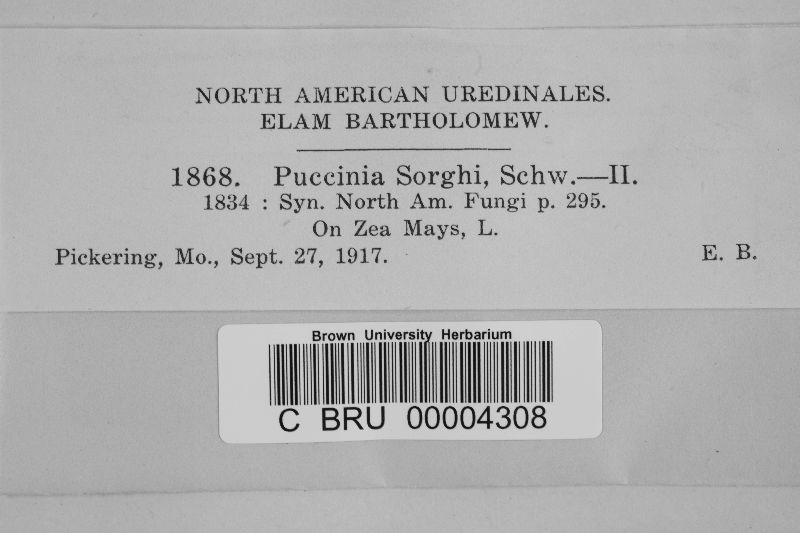 NORTH AMERICAN UREDINALES.
ELAM BARTHOLOMEW.
1868. Puccinia Sorghi, Schw.—II.
1834 : Syn. North Am. Fungi p. 295.
On Zea Mays, L.
Pickering, Mo., Sept. 27, 1917. E. B.
Brown University Herbarium
C BRU 00004308